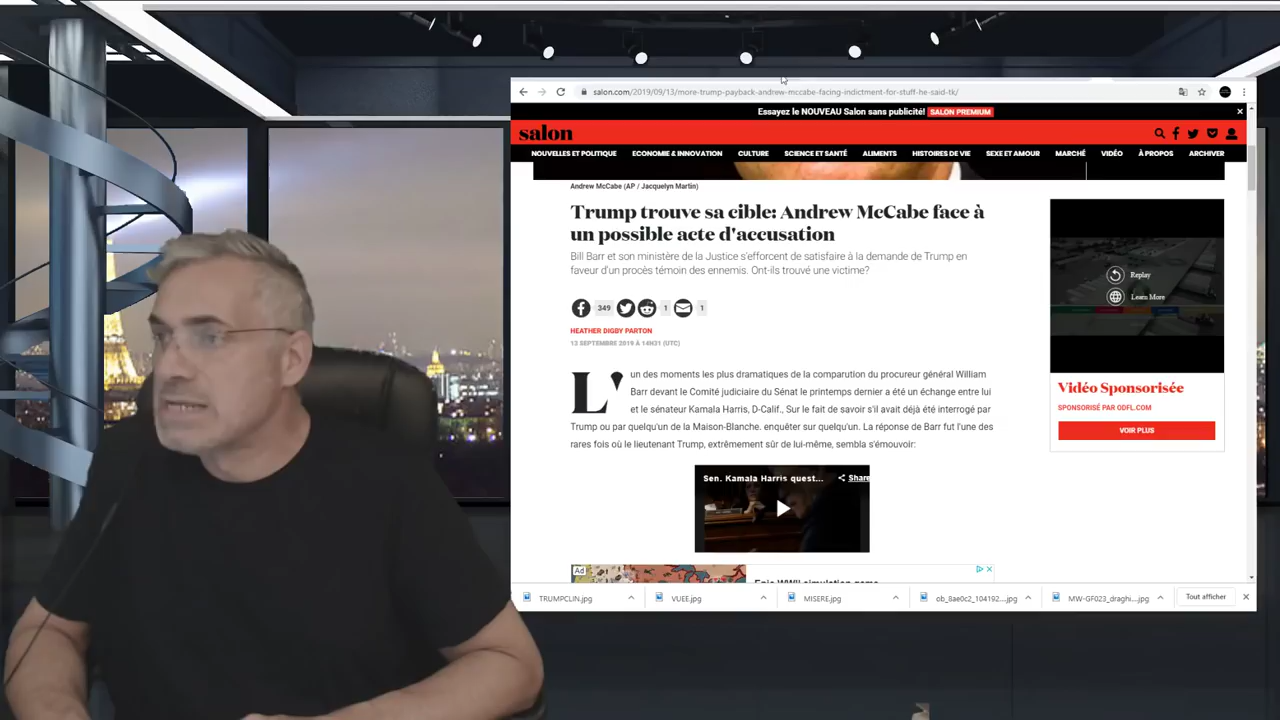 salon.com/2019/09/13/more-trump-payback-andrew-mccabe-facing-indictment-for-stuff-he-said-tk/
Essayez le NOUVEAU Salon sans publicité! SALON PREMIUM
salon
NOUVELLES ET POLITIQUE ECONOMIE & INNOVATION CULTURE SCIENCE ET SANTÉ ALIMENTS HISTOIRES DE VIE SEXE ET AMOUR MARCHÉ VIDÉO À PROPOS ARCHIVER
Andrew McCabe (AP / Jacquelyn Martin)
Trump trouve sa cible: Andrew McCabe face à
un possible acte d'accusation
Bill Barr et son ministère de la Justice s'efforcent de satisfaire à la demande de Trump en
faveur d'un procès témoin des ennemis. Ont-ils trouvé une victime?
349 1 1
HEATHER DIGBY PARTON
13 SEPTEMBRE 2019 À 14H31 (UTC)
L'un des moments les plus dramatiques de la comparution du procureur général William
Barr devant le Comité judiciaire du Sénat le printemps dernier a été un échange entre lui
et le sénateur Kamala Harris, D-Calif., Sur le fait de savoir s'il avait déjà été interrogé par
Trump ou par quelqu'un de la Maison-Blanche. enquêter sur quelqu'un. La réponse de Barr fut l'une des
rares fois où le lieutenant Trump, extrêmement sûr de lui-même, sembla s'émouvoir:
Sen. Kamala Harris quest... Share
Ad
Replay
Learn More
Vidéo Sponsorisée
SPONSORISÉ PAR ODFL.COM
VOIR PLUS
TRUMPCLIN.jpg VUEE.jpg MISERE.jpg ob_8ae0c2_104192....jpg MW-GF023_draghi_...jpg Tout afficher